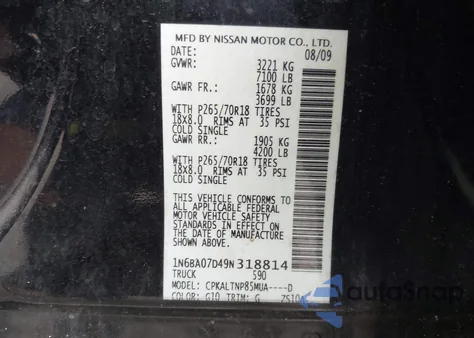 MFD BY NISSAN MOTOR CO., LTD.
DATE: 08/09
GVWR: 3221 KG
7100 LB
GAWR FR.: 1678 KG
3699 LB
WITH P265/70R18 TIRES
18x8.0 RIMS AT 35 PSI
COLD SINGLE
GAWR RR.: 1905 KG
4200 LB
WITH P265/70R18 TIRES
18x8.0 RIMS AT 35 PSI
COLD SINGLE
THIS VEHICLE CONFORMS TO
ALL APPLICABLE FEDERAL
MOTOR VEHICLE SAFETY
STANDARDS IN EFFECT ON
THE DATE OF MANUFACTURE
SHOWN ABOVE.
1N6BA07D49N318814
TRUCK 590
MODEL: CPKALTNP85MUA----D
COLOR: G10 TRIM: G
AutoSnap